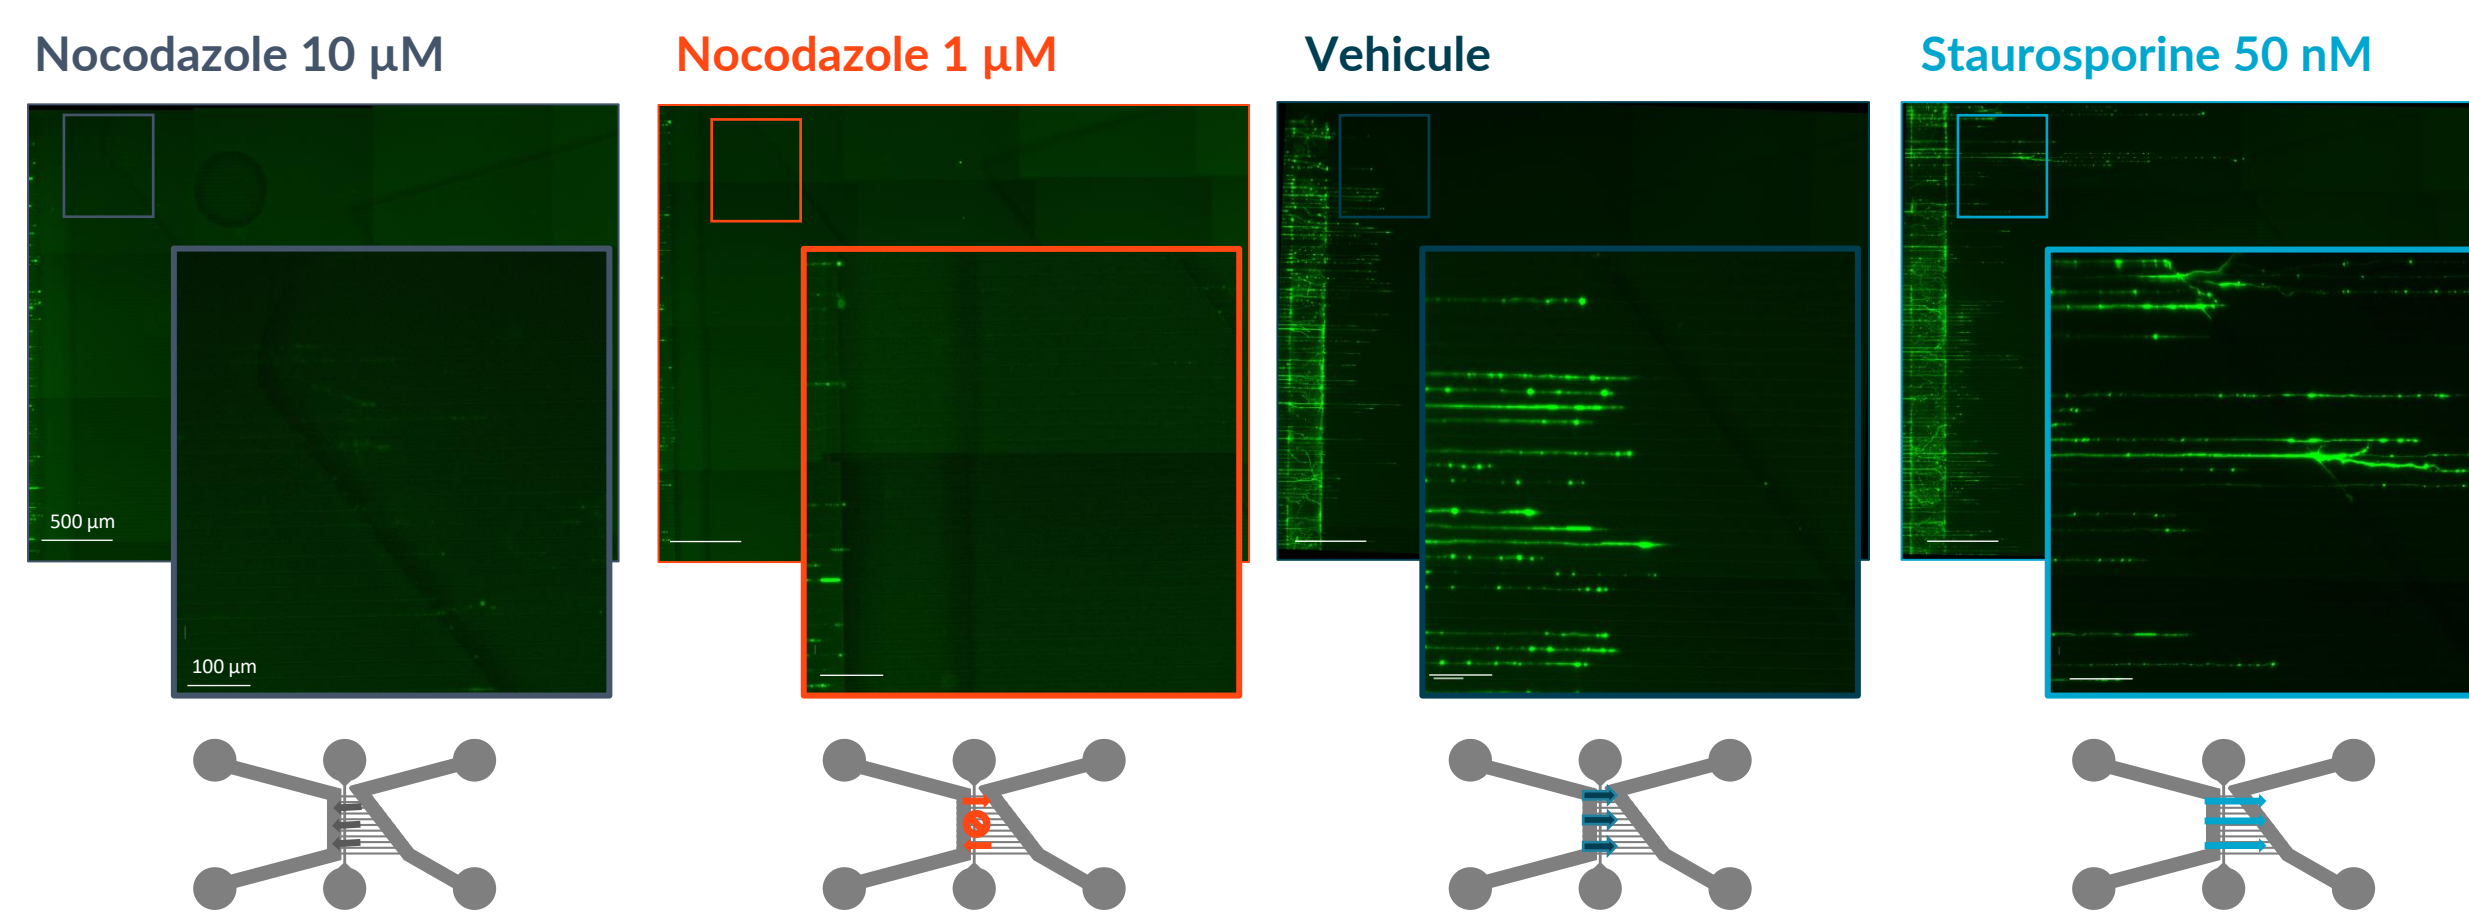 Nocodazole 10 µM
Nocodazole 1 µM
Vehicule
Staurosporine 50 nM
500 µm
100 µm